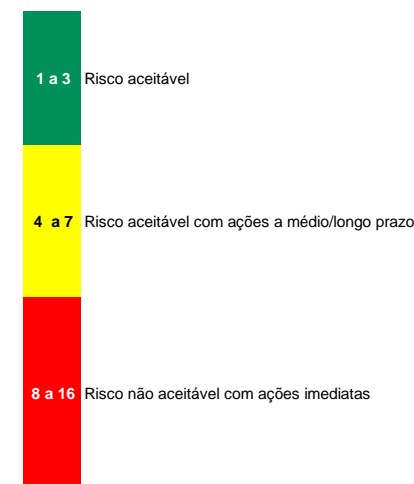 1 a 3 Risco aceitável
4 a 7 Risco aceitável com ações a médio/longo prazo
8 a 16 Risco não aceitável com ações imediatas